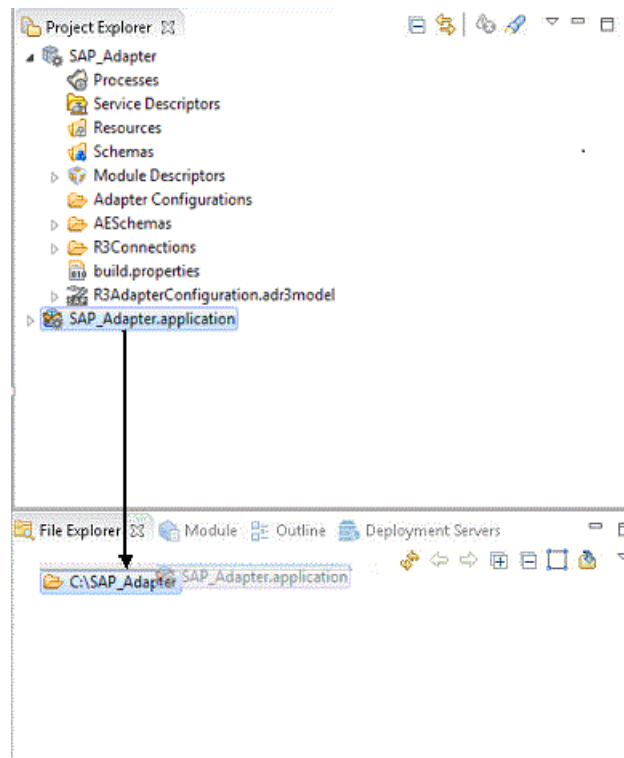 Project Explorer
SAP_Adapter
Processes
Service Descriptors
Resources
Schemas
Module Descriptors
Adapter Configurations
AESchemas
R3Connections
build.properties
R3AdapterConfiguration.adr3model
SAP_Adapter.application
File Explorer Module Outline Deployment Servers
C:\SAP_Adapter SAP_Adapter.application